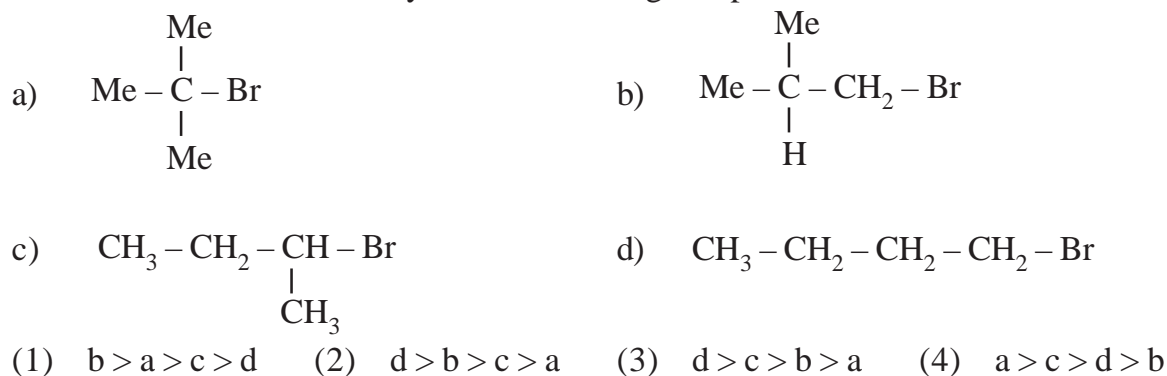 Me
a) Me – C – Br
Me
Me
b) Me – C – CH₂ – Br
H
c) CH₃ – CH₂ – CH – Br
CH₃
d) CH₃ – CH₂ – CH₂ – CH₂ – Br
(1) b > a > c > d (2) d > b > c > a (3) d > c > b > a (4) a > c > d > b